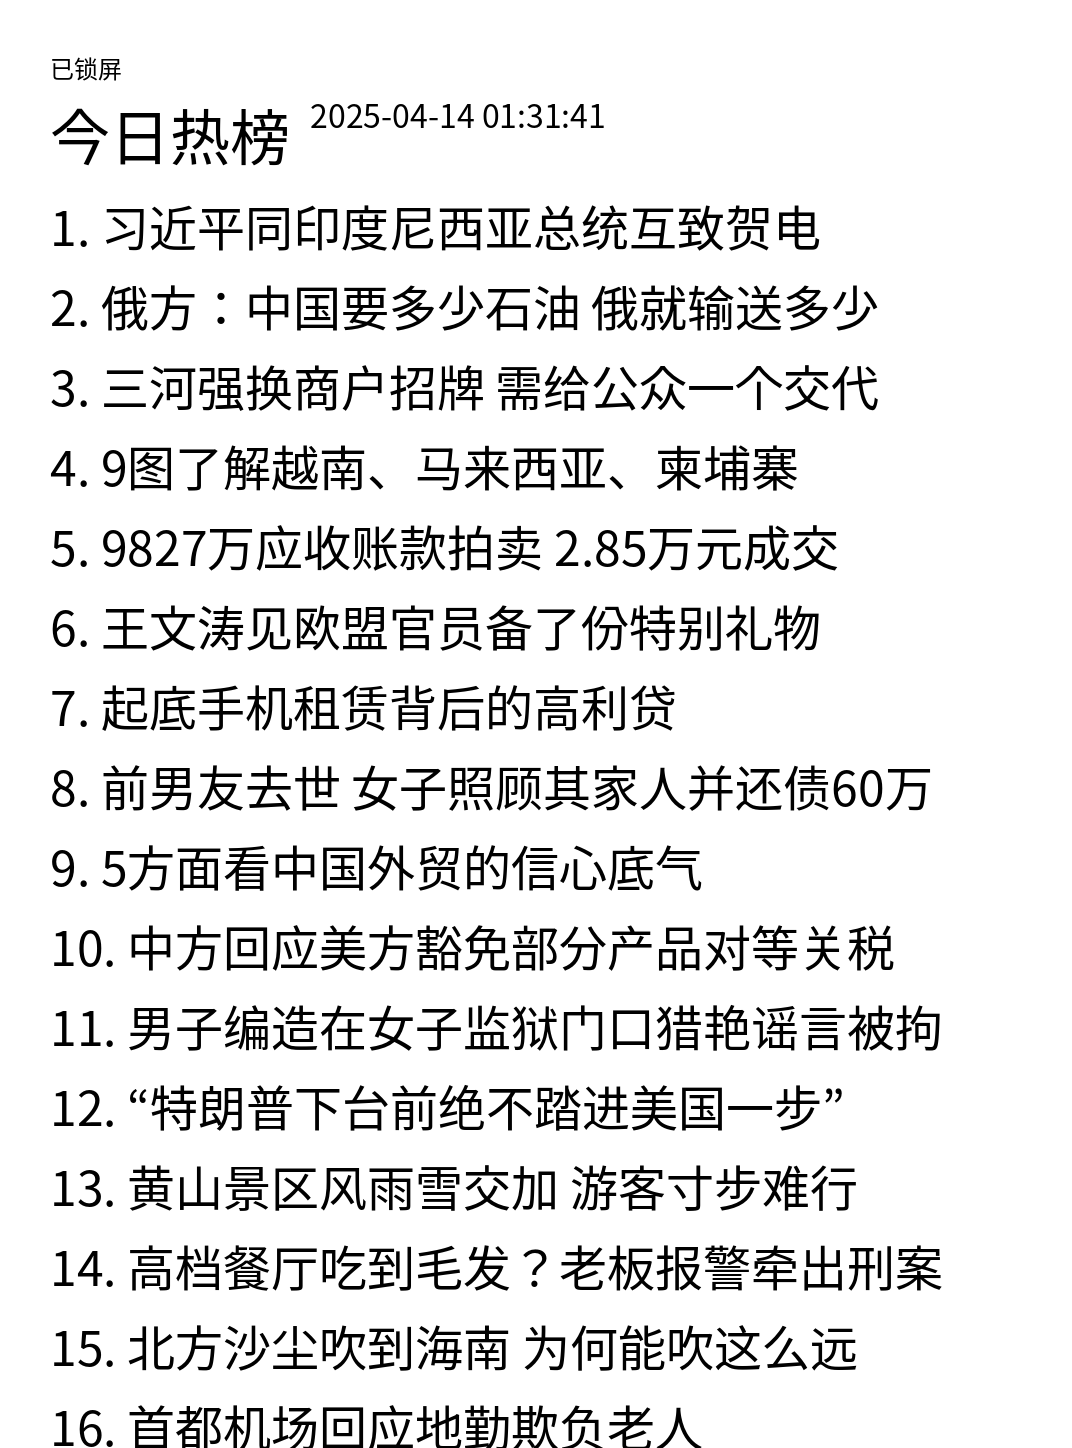 已锁屏
今日热榜 2025-04-14 01:31:41
1. 习近平同印度尼西亚总统互致贺电
2. 俄方：中国要多少石油 俄就输送多少
3. 三河强换商户招牌 需给公众一个交代
4. 9图了解越南、马来西亚、柬埔寨
5. 9827万应收账款拍卖 2.85万元成交
6. 王文涛见欧盟官员备了份特别礼物
7. 起底手机租赁背后的高利贷
8. 前男友去世 女子照顾其家人并还债60万
9. 5方面看中国外贸的信心底气
10. 中方回应美方豁免部分产品对等关税
11. 男子编造在女子监狱门口猎艳谣言被拘
12. “特朗普下台前绝不踏进美国一步”
13. 黄山景区风雨雪交加 游客寸步难行
14. 高档餐厅吃到毛发？老板报警牵出刑案
15. 北方沙尘吹到海南 为何能吹这么远
16. 首都机场回应地勤欺负老人